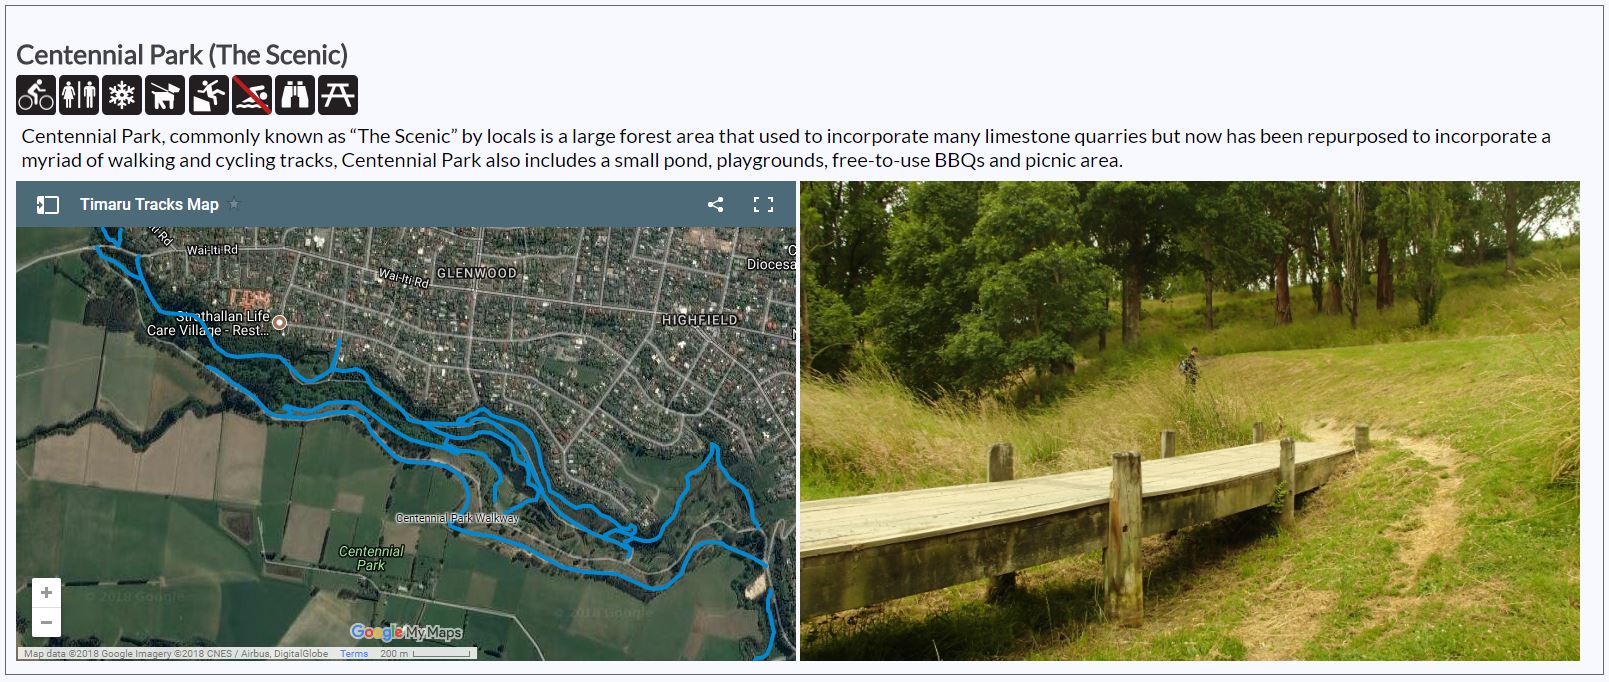 Centennial Park (The Scenic)
Centennial Park, commonly known as “The Scenic” by locals is a large forest area that used to incorporate many limestone quarries but now has been repurposed to incorporate a
myriad of walking and cycling tracks, Centennial Park also includes a small pond, playgrounds, free-to-use BBQs and picnic area.
Timaru Tracks Map
Wai-Iti Rd
Wai-Iti Rd
GLENWOOD
Diocesa
HIGHFIELD
Strathallan Life
Care Village - Rest...
Centennial Park Walkway
Centennial
Park
+
−
© 2018 Google
© 2018 Google
Google My Maps
Map data ©2018 Google Imagery ©2018 CNES / Airbus, DigitalGlobe Terms 200 m